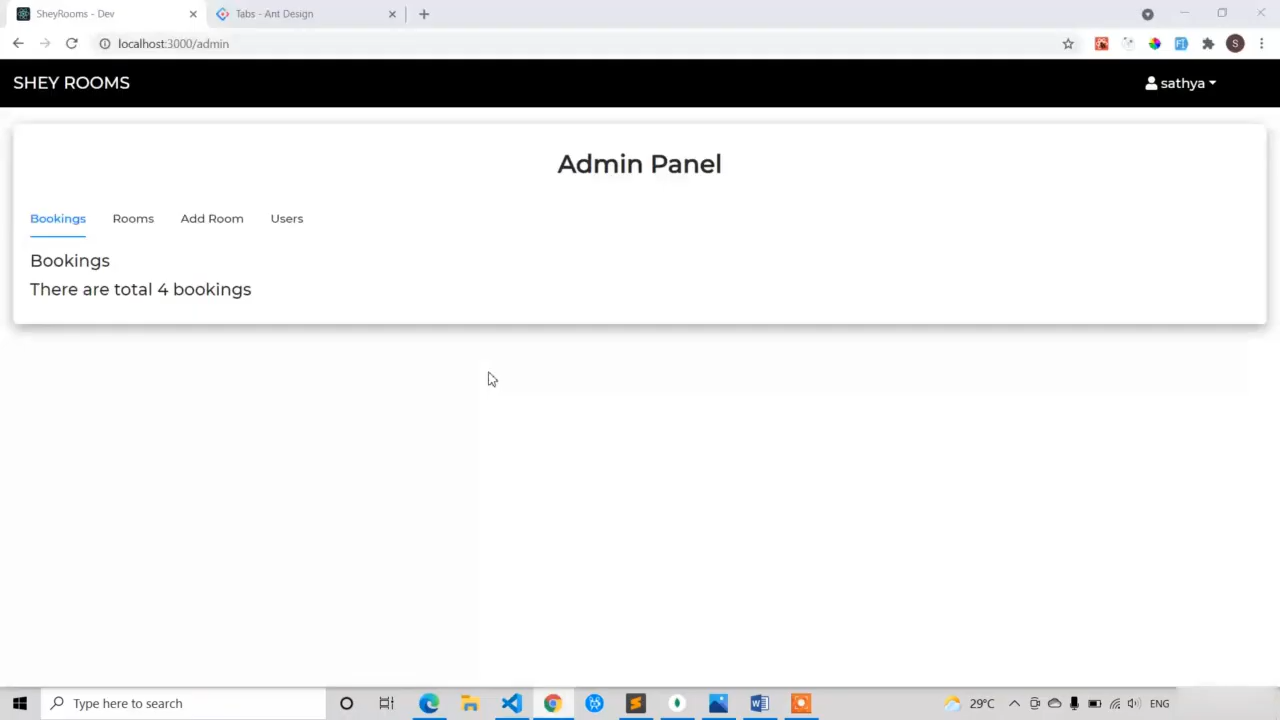 SheyRooms - Dev
Tabs - Ant Design
localhost:3000/admin
S
SHEY ROOMS
sathya
Admin Panel
Bookings Rooms Add Room Users
Bookings
There are total 4 bookings
Type here to search
29°C
ENG